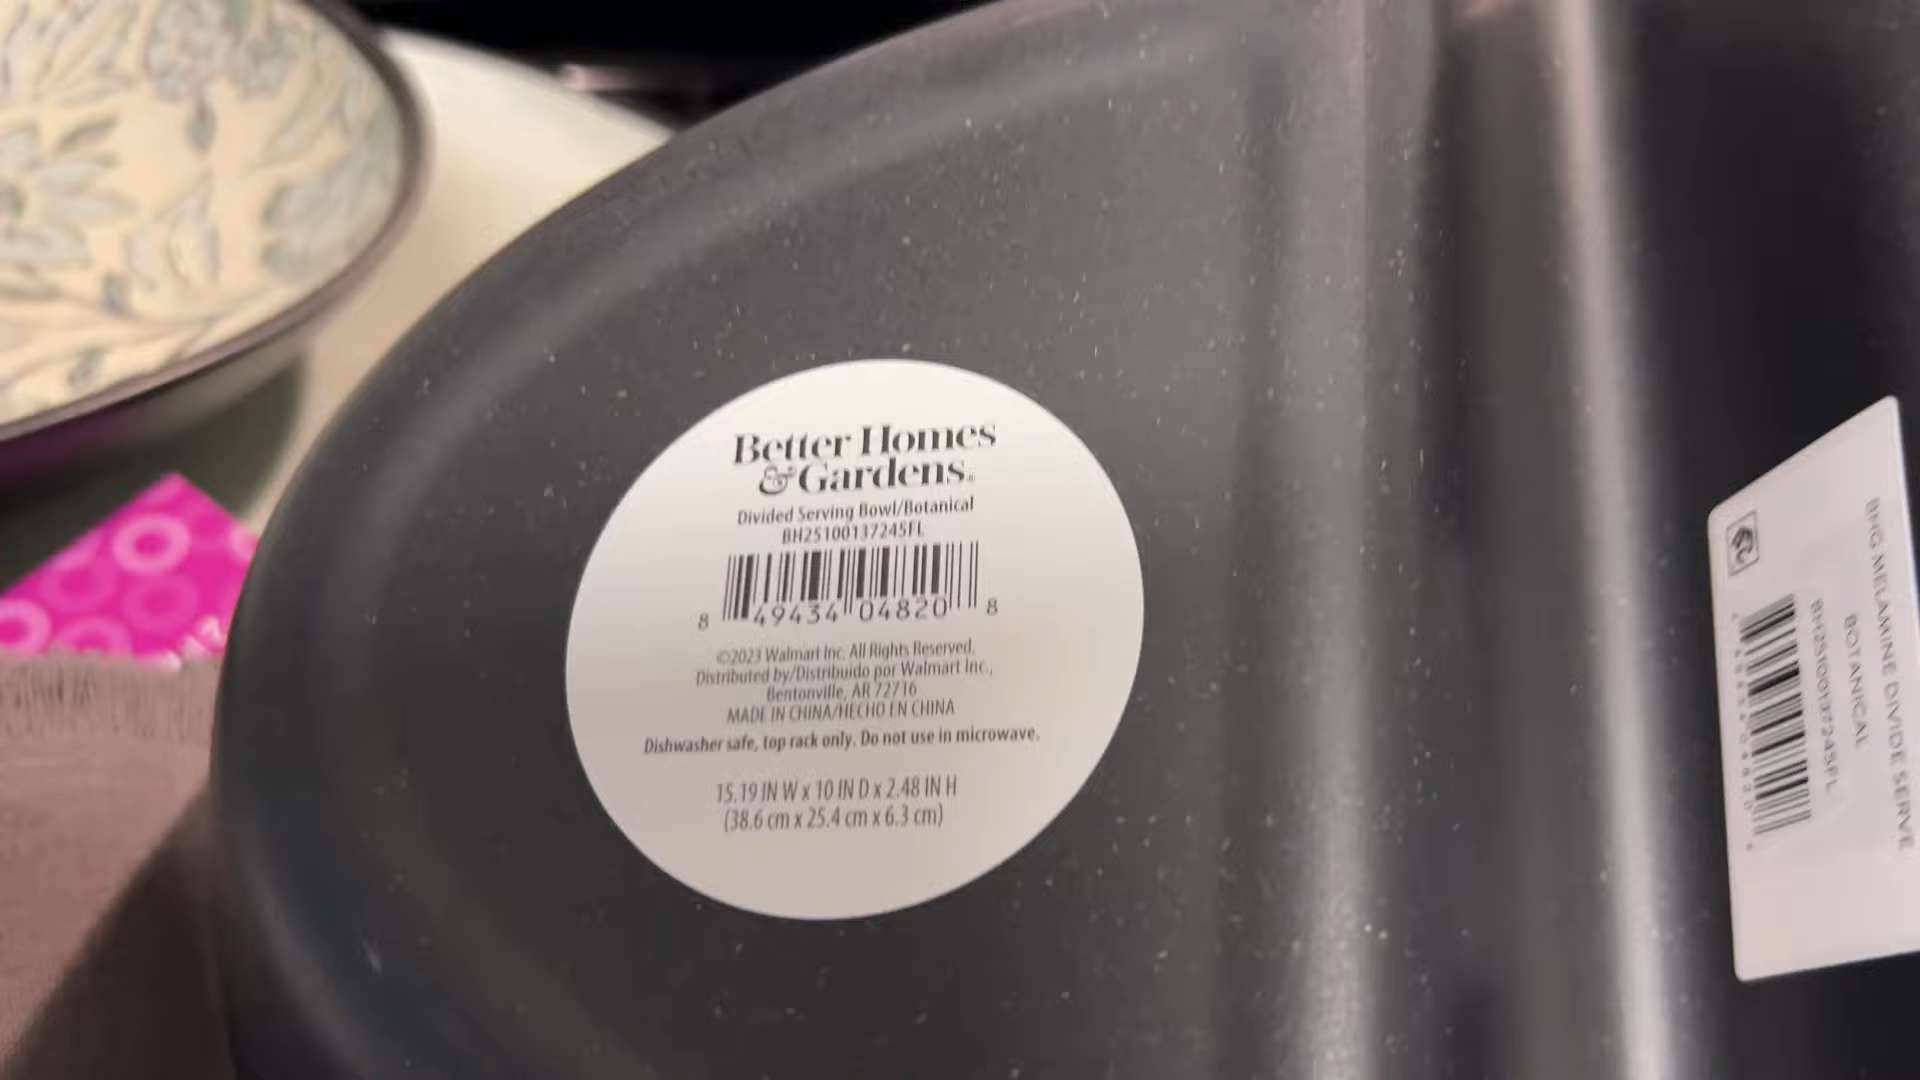 Better Homes
& Gardens®
Divided Serving Bowl/Botanical
BH25100137245FL
8 49434 04820 8
©2023 Walmart Inc. All Rights Reserved.
Distributed by/Distribuido por Walmart Inc.,
Bentonville, AR 72716
MADE IN CHINA/HECHO EN CHINA
Dishwasher safe, top rack only. Do not use in microwave.
15.19 IN W x 10 IN D x 2.48 IN H
(38.6 cm x 25.4 cm x 6.3 cm)
BHG MELAMINE DIVIDE SERVE
BOTANICAL
BH25100137245FL